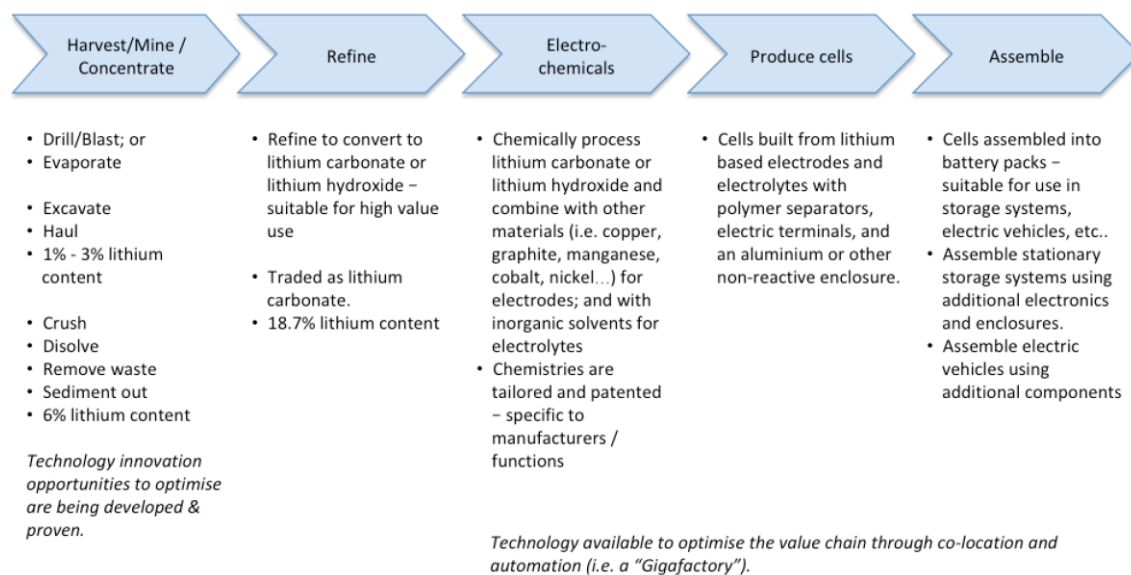 Harvest/Mine /
Concentrate
Refine
Electro-
chemicals
Produce cells
Assemble
• Drill/Blast; or
• Evaporate
• Excavate
• Haul
• 1% - 3% lithium
content
• Crush
• Disolve
• Remove waste
• Sediment out
• 6% lithium content
Technology innovation
opportunities to optimise
are being developed &
proven.
• Refine to convert to
lithium carbonate or
lithium hydroxide −
suitable for high value
use
• Traded as lithium
carbonate.
• 18.7% lithium content
• Chemically process
lithium carbonate or
lithium hydroxide and
combine with other
materials (i.e. copper,
graphite, manganese,
cobalt, nickel...) for
electrodes; and with
inorganic solvents for
electrolytes
• Chemistries are
tailored and patented
− specific to
manufacturers /
functions
• Cells built from lithium
based electrodes and
electrolytes with
polymer separators,
electric terminals, and
an aluminium or other
non-reactive enclosure.
• Cells assembled into
battery packs −
suitable for use in
storage systems,
electric vehicles, etc..
• Assemble stationary
storage systems using
additional electronics
and enclosures.
• Assemble electric
vehicles using
additional components
Technology available to optimise the value chain through co-location and
automation (i.e. a “Gigafactory”).